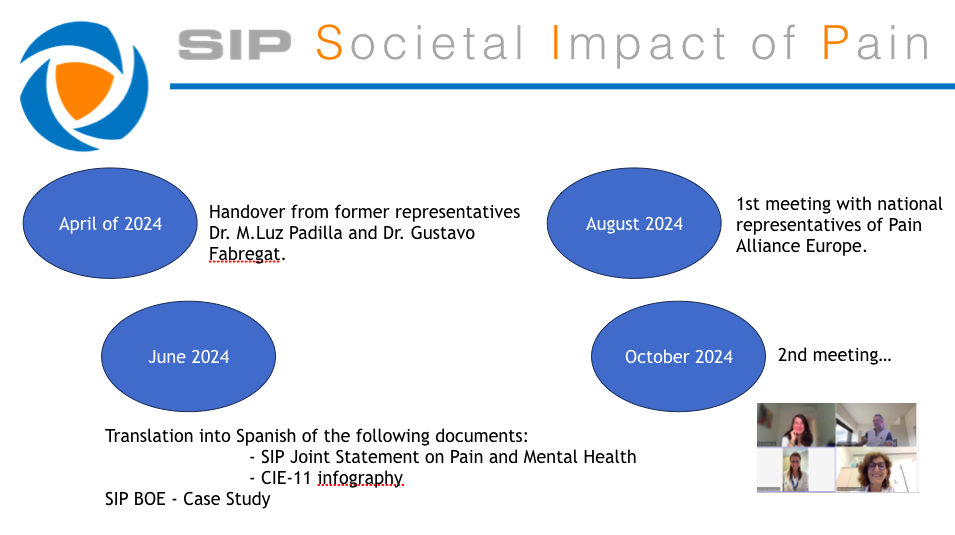 SIP Societal Impact of Pain
April of 2024
Handover from former representatives
Dr. M.Luz Padilla and Dr. Gustavo
Fabregat.
August 2024
1st meeting with national
representatives of Pain
Alliance Europe.
June 2024
October 2024
2nd meeting…
Translation into Spanish of the following documents:
- SIP Joint Statement on Pain and Mental Health
- CIE-11 infography
SIP BOE - Case Study